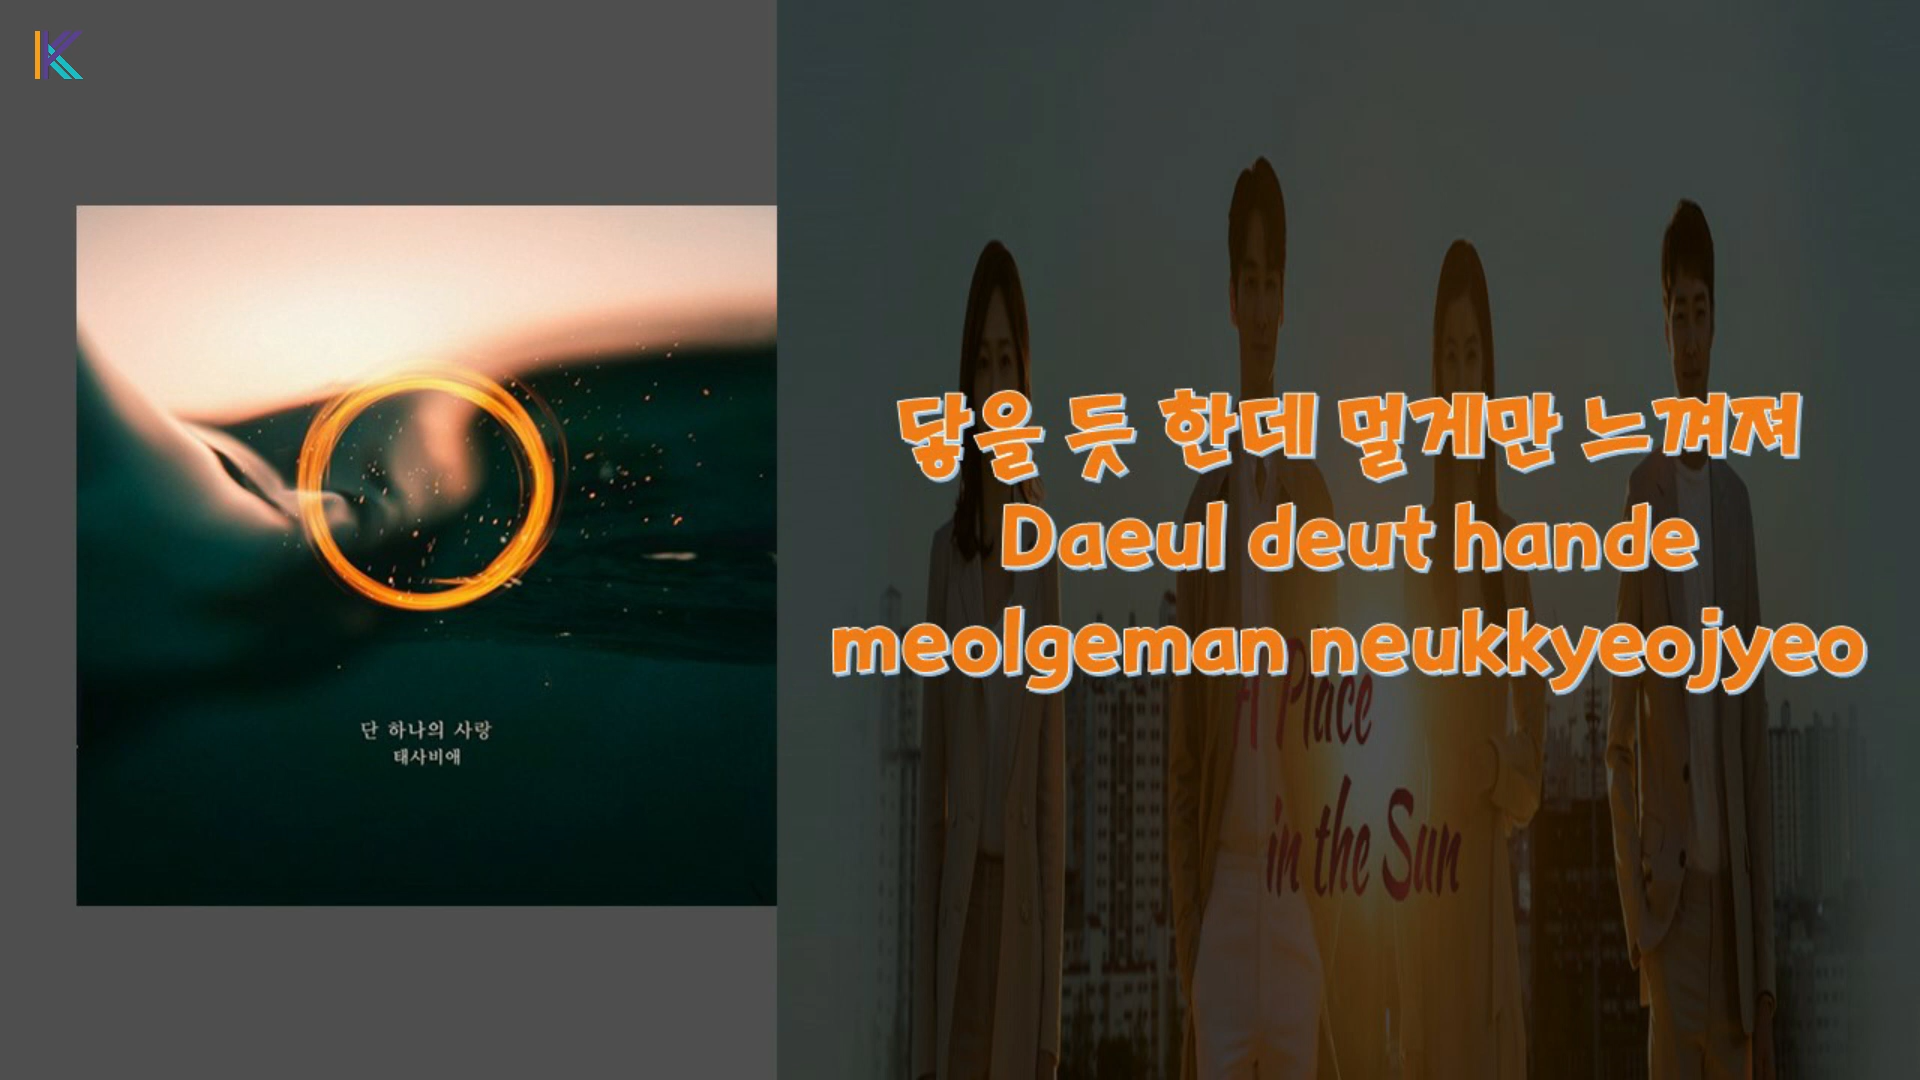 단 하나의 사랑
태사비애
닿을 듯 한데 멀게만 느껴져
Daeul deut hande
meolgeman neukkyeojyeo
A Place
in the Sun